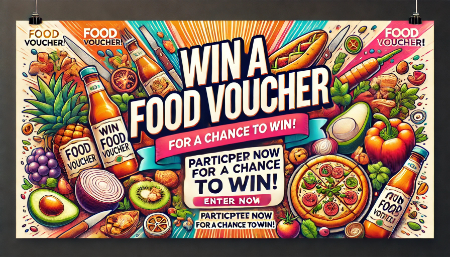 FOOD
VOUCHER!
FOOD
VOUCHER!
FOOD
VOUCHER!
WIN A
FOOD VOUCHER
FOR A CHANCE TO WIN!
PARTICPER NOW
FOR A CHANCE
TO WIN!
ENTER NOW
PARTICPTEE NOW
FOR A CHANCE TO WIN!
FOOD
VOUCHER
WIN
FOOD
VOUCHER
FOOD